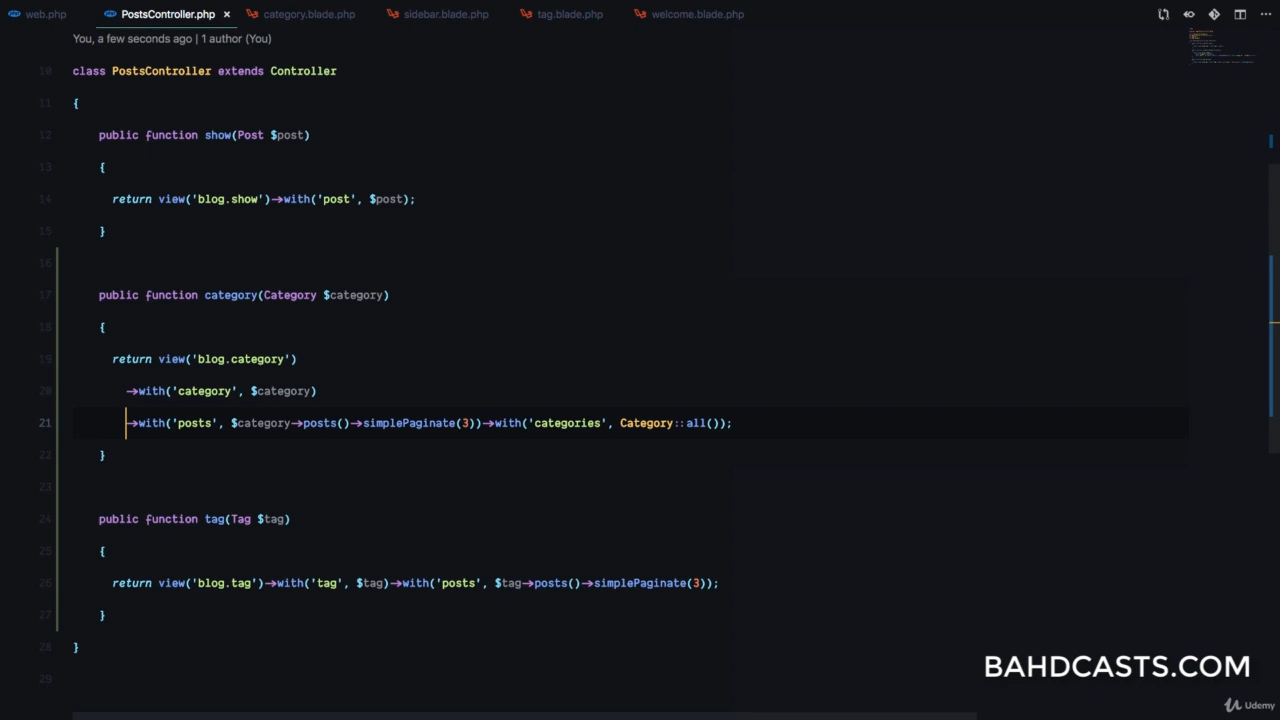 web.php PostsController.php × category.blade.php sidebar.blade.php tag.blade.php welcome.blade.php
You, a few seconds ago | 1 author (You)
10 class PostsController extends Controller
11 {
12 public function show(Post $post)
13 {
14 return view('blog.show')->with('post', $post);
15 }
16
17 public function category(Category $category)
18 {
19 return view('blog.category')
20 ->with('category', $category)
21 ->with('posts', $category->posts()->simplePaginate(3))->with('categories', Category::all());
22 }
23
24 public function tag(Tag $tag)
25 {
26 return view('blog.tag')->with('tag', $tag)->with('posts', $tag->posts()->simplePaginate(3));
27 }
28 }
29
BAHDCASTS.COM
Udemy